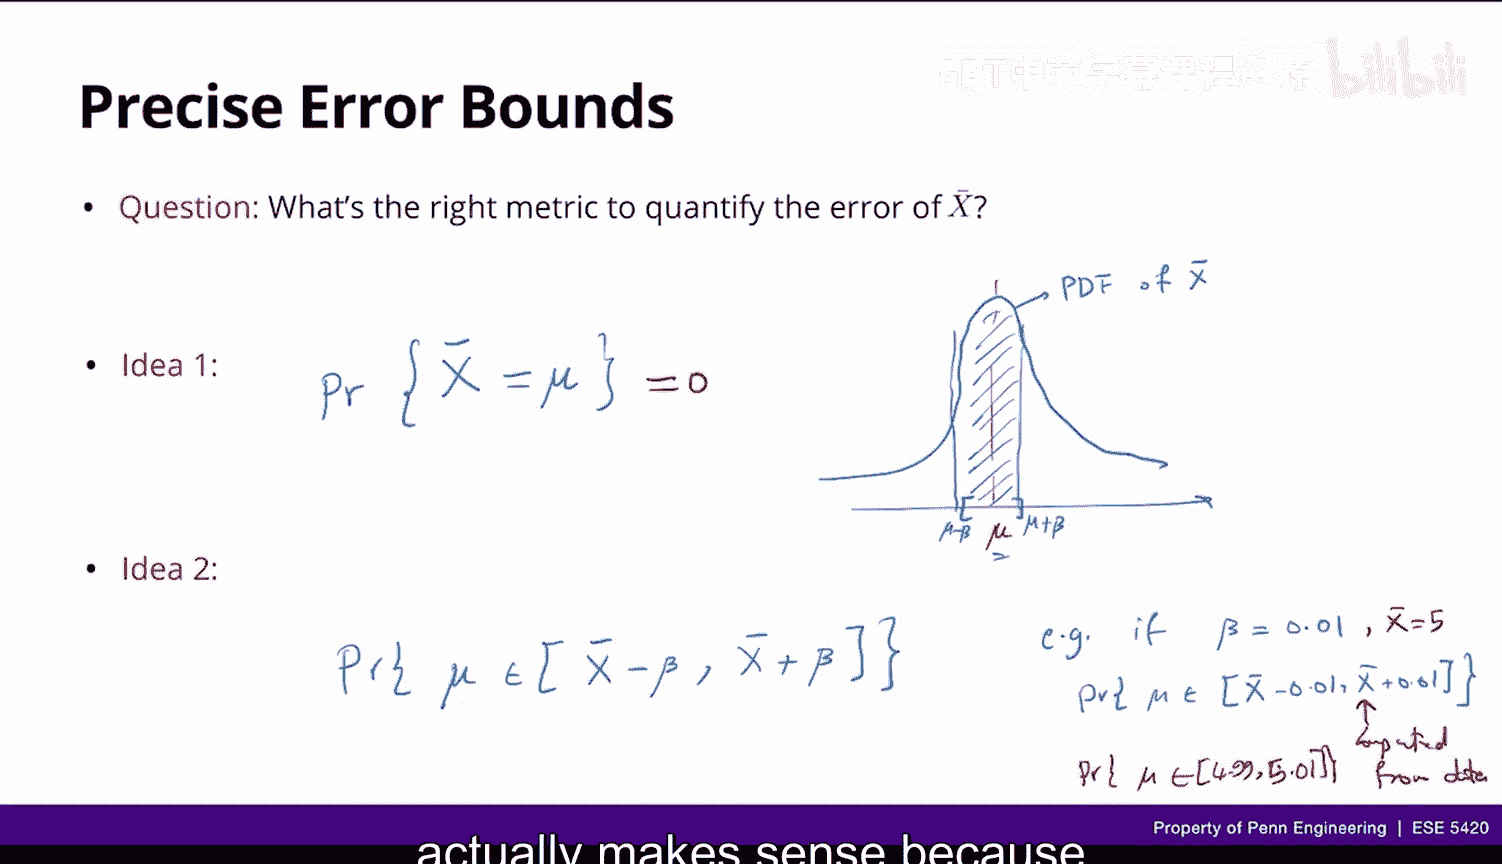 bilibili
Precise Error Bounds
• Question: What's the right metric to quantify the error of X̄?
PDF of X̄
• Idea 1:
Pr { X̄ = μ } = 0
μ-β μ μ+β
• Idea 2:
Pr{ μ ∈ [ X̄ - β , X̄ + β ] }
e.g. if β = 0.01 , X̄ = 5
Pr{ μ ∈ [X̄ - 0.01, X̄ + 0.01] }
Computed
from data
Pr{ μ ∈ [4.99, 5.01] }
Property of Penn Engineering | ESE 5420
actually makes sense because